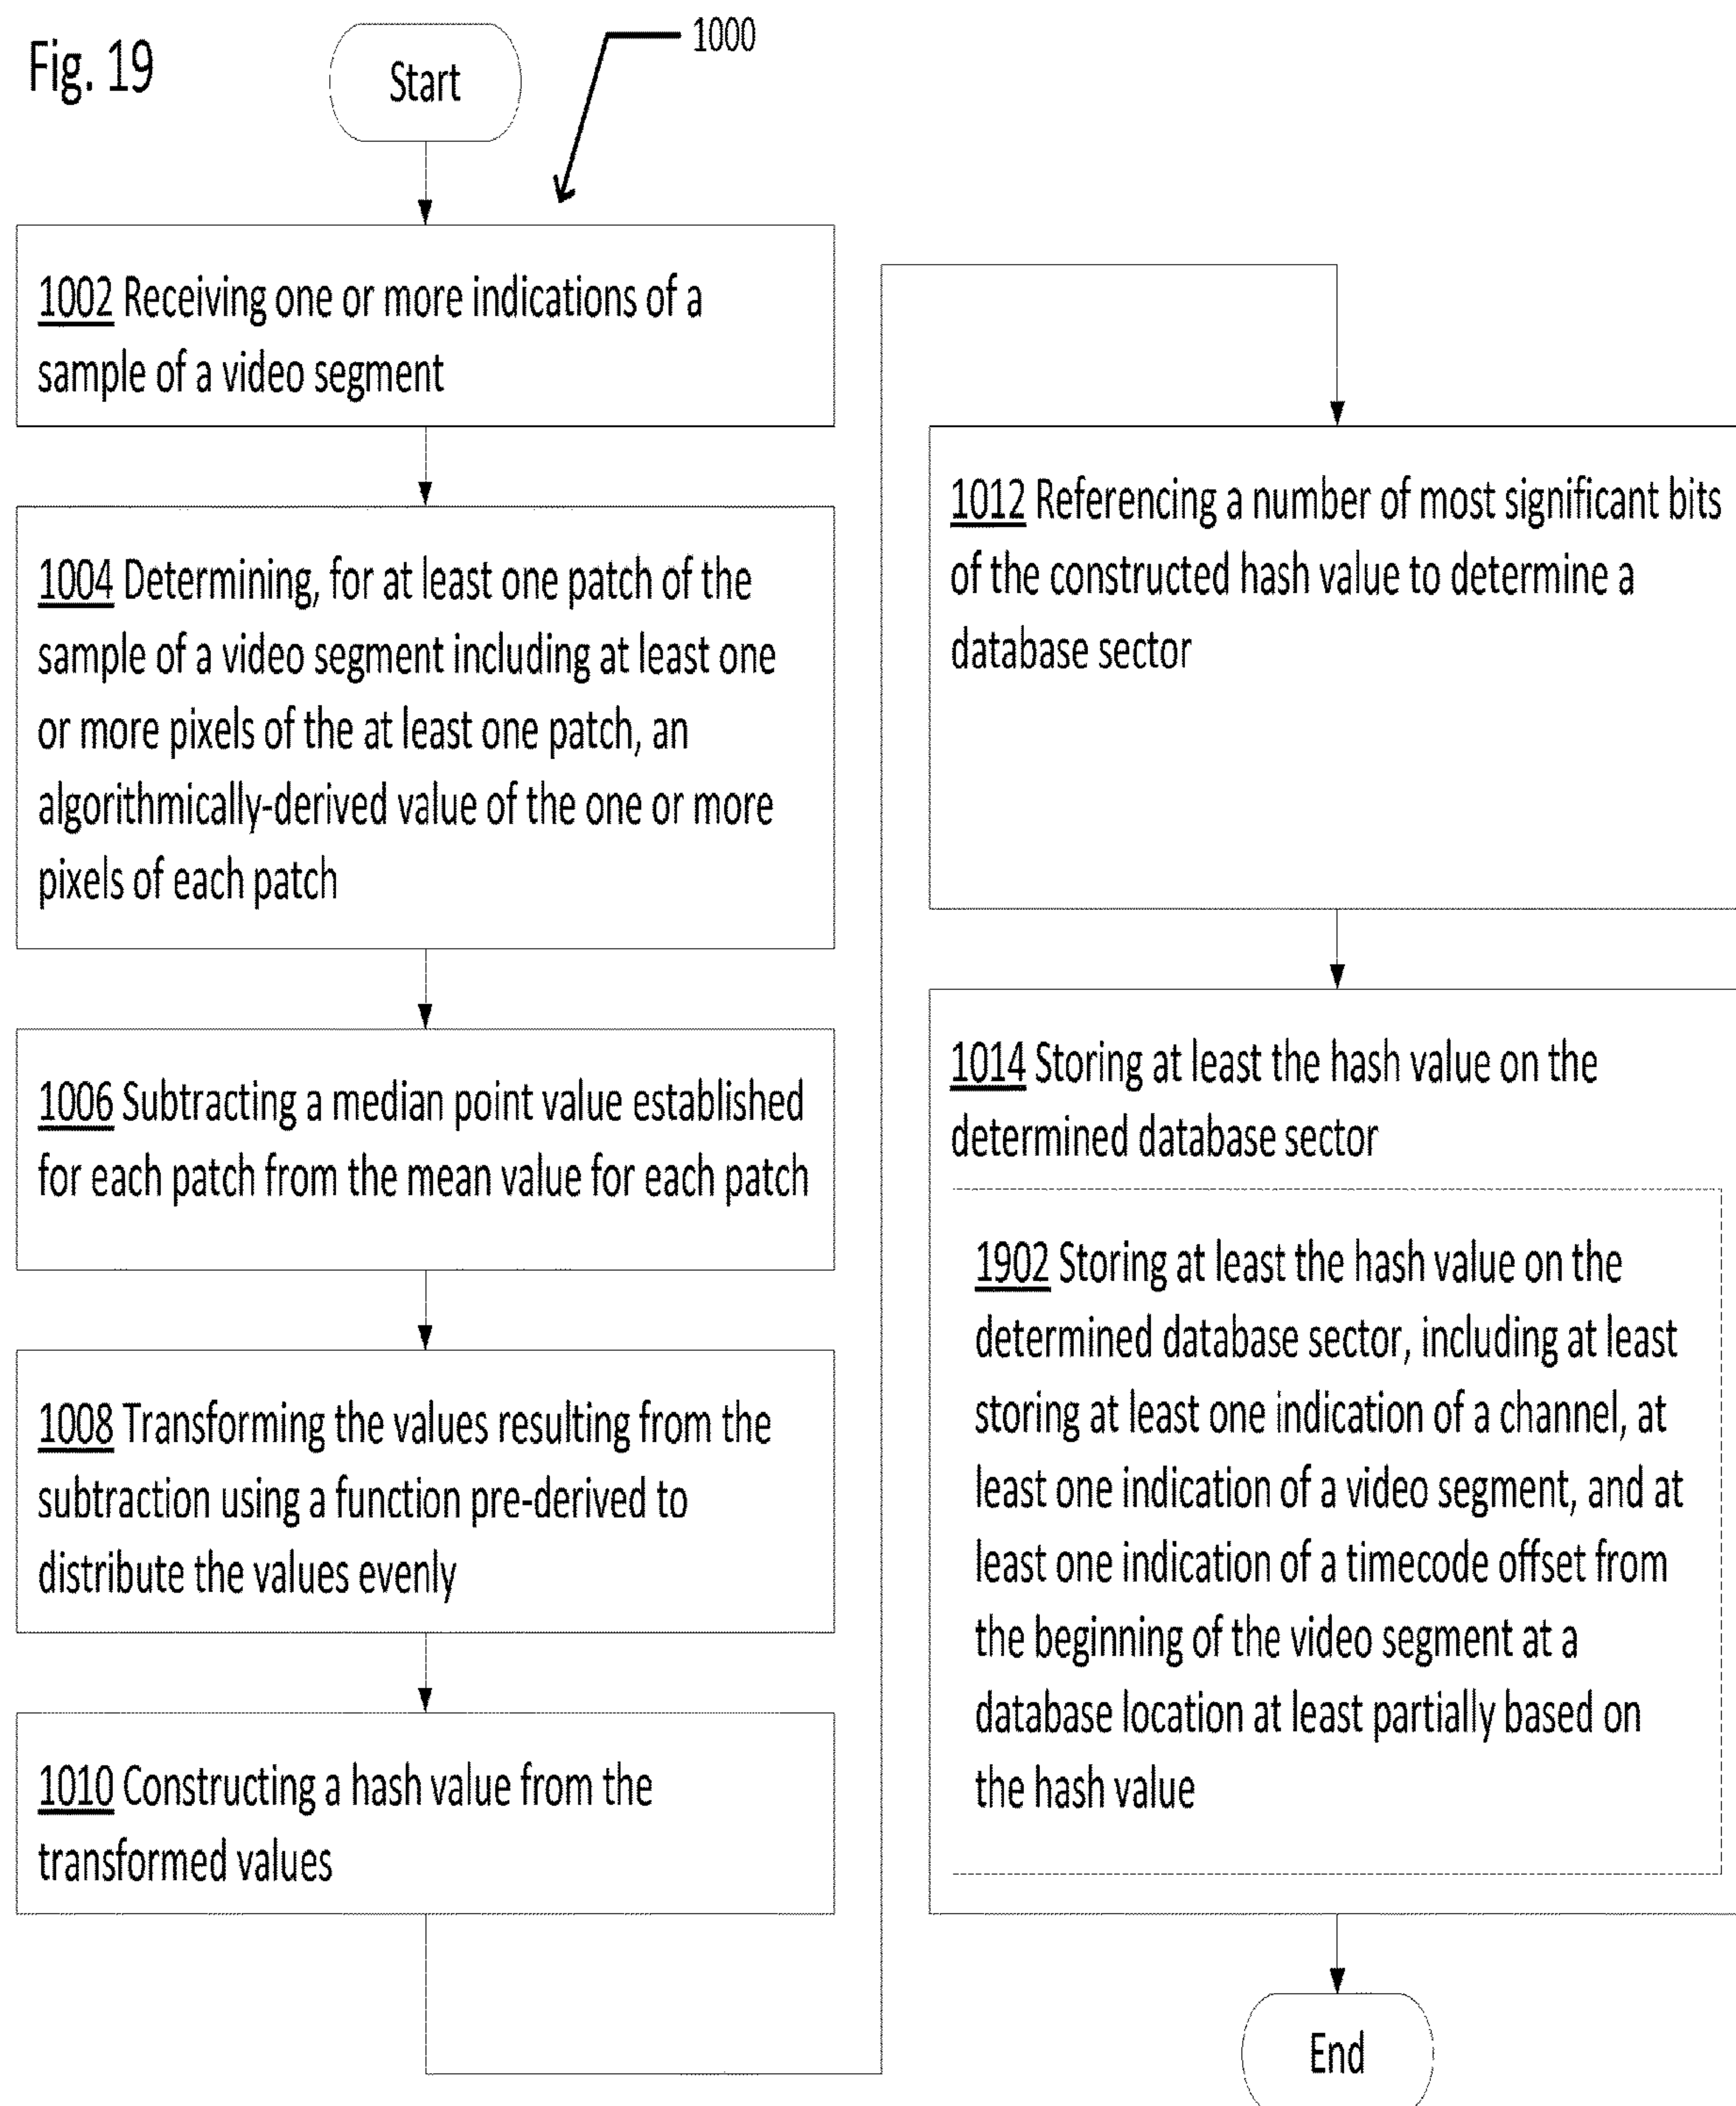 Fig. 19
Start
1000
1002 Receiving one or more indications of a
sample of a video segment
1004 Determining, for at least one patch of the
sample of a video segment including at least one
or more pixels of the at least one patch, an
algorithmically-derived value of the one or more
pixels of each patch
1006 Subtracting a median point value established
for each patch from the mean value for each patch
1008 Transforming the values resulting from the
subtraction using a function pre-derived to
distribute the values evenly
1010 Constructing a hash value from the
transformed values
1012 Referencing a number of most significant bits
of the constructed hash value to determine a
database sector
1014 Storing at least the hash value on the
determined database sector
1902 Storing at least the hash value on the
determined database sector, including at least
storing at least one indication of a channel, at
least one indication of a video segment, and at
least one indication of a timecode offset from
the beginning of the video segment at a
database location at least partially based on
the hash value
End